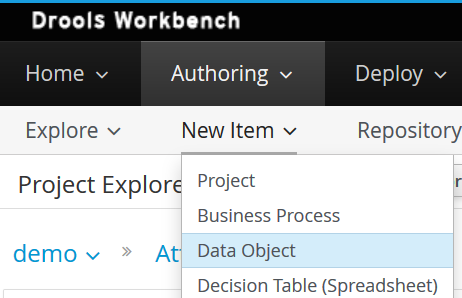 Drools Workbench
Home Authoring Deploy
Explore New Item Repository
Project Explore
Project
Business Process
demo » At
Data Object
Decision Table (Spreadsheet)